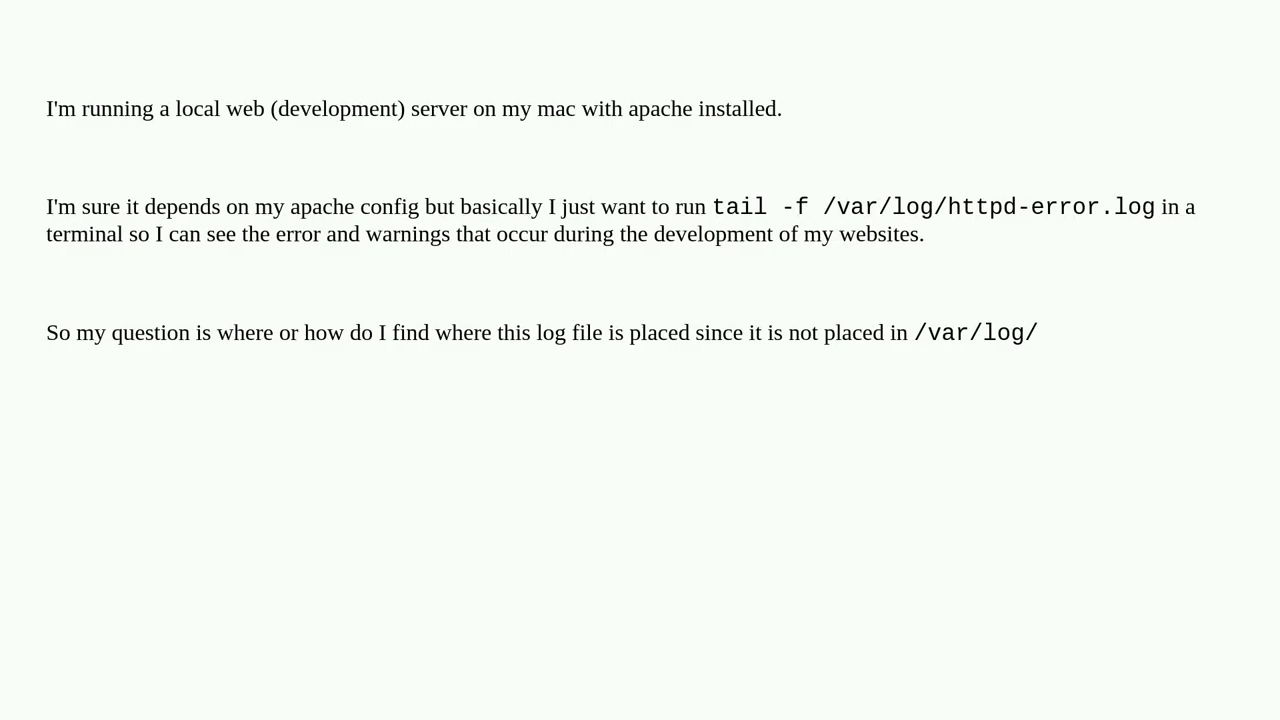 I'm running a local web (development) server on my mac with apache installed.
I'm sure it depends on my apache config but basically I just want to run tail -f /var/log/httpd-error.log in a
terminal so I can see the error and warnings that occur during the development of my websites.
So my question is where or how do I find where this log file is placed since it is not placed in /var/log/